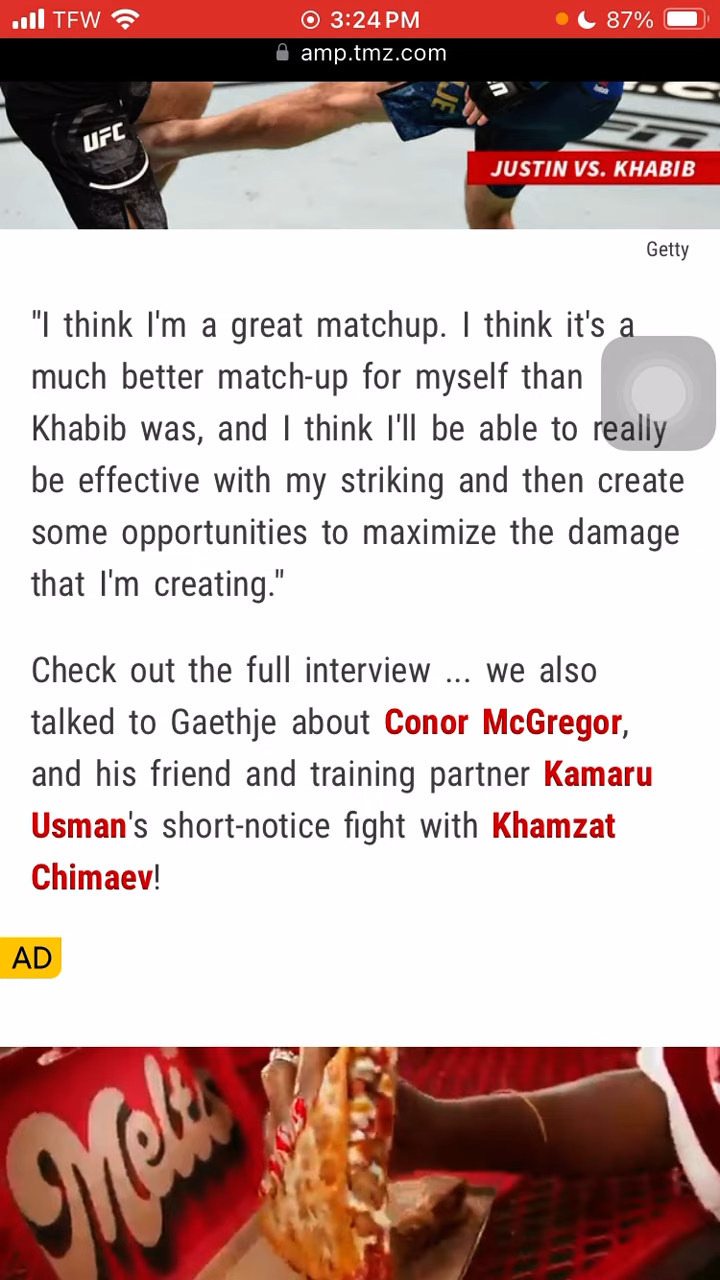 TFW 3:24 PM 87%
amp.tmz.com
UFC
JUSTIN VS. KHABIB
Getty
"I think I'm a great matchup. I think it's a
much better match-up for myself than
Khabib was, and I think I'll be able to really
be effective with my striking and then create
some opportunities to maximize the damage
that I'm creating."
Check out the full interview ... we also
talked to Gaethje about Conor McGregor,
and his friend and training partner Kamaru
Usman's short-notice fight with Khamzat
Chimaev!
AD
Melts